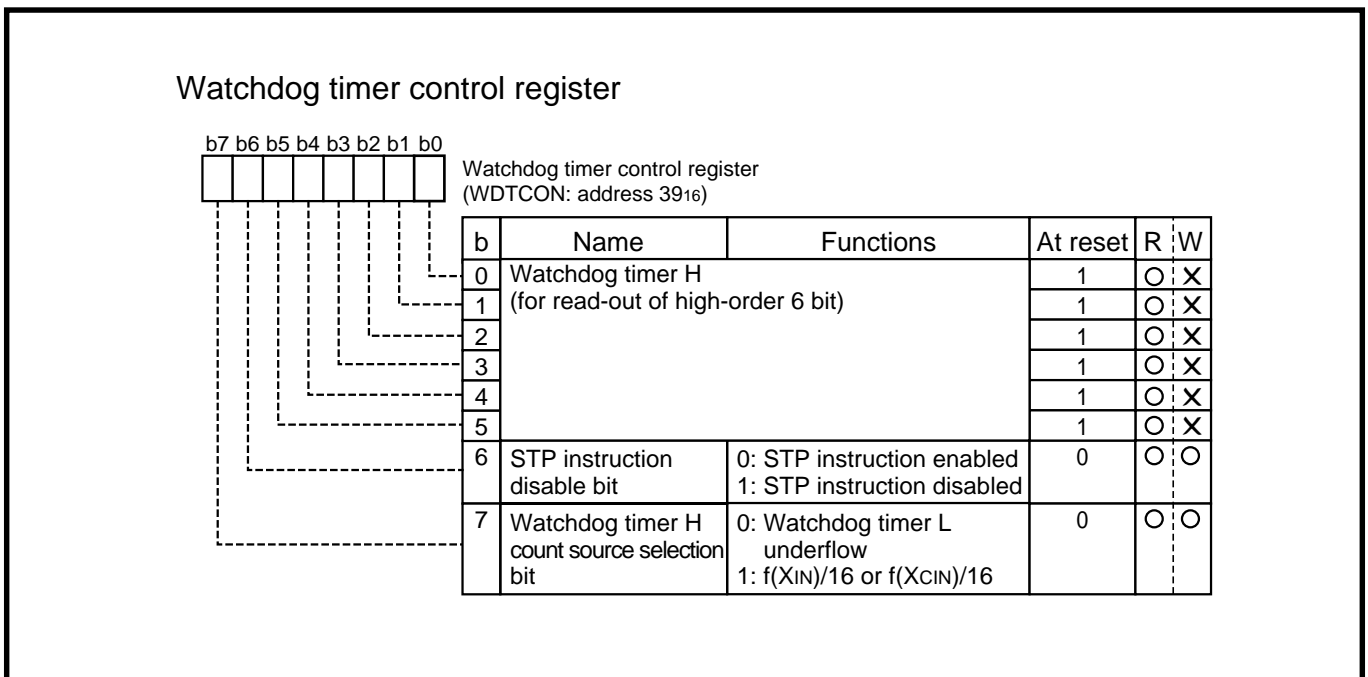 Watchdog timer control register
b7 b6 b5 b4 b3 b2 b1 b0
Watchdog timer control register
(WDTCON: address 3916)
b Name Functions At reset R W
0 Watchdog timer H 1 O X
1 (for read-out of high-order 6 bit) 1 O X
2 1 O X
3 1 O X
4 1 O X
5 1 O X
6 STP instruction 0: STP instruction enabled 0 O O
disable bit 1: STP instruction disabled
7 Watchdog timer H 0: Watchdog timer L 0 O O
count source selection underflow
bit 1: f(XIN)/16 or f(XCIN)/16